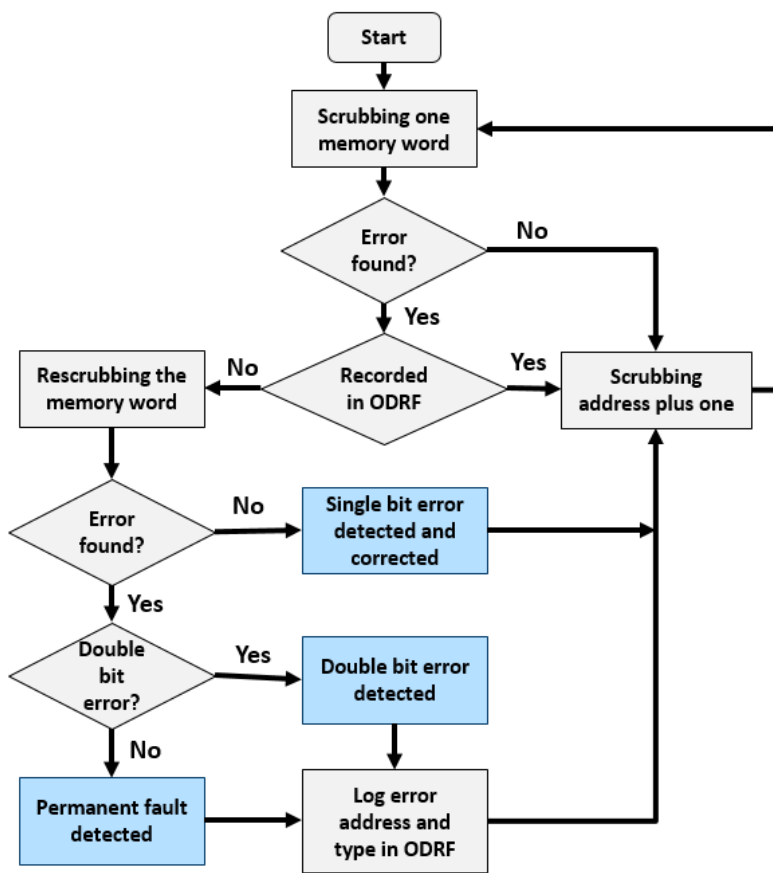 Start
Scrubbing one
memory word
Error
found?
No
Yes
Rescrubbing the
memory word
No
Recorded
in ODRF
Yes
Scrubbing
address plus one
Error
found?
No
Single bit error
detected and
corrected
Yes
Double
bit
error?
Yes
Double bit error
detected
No
Permanent fault
detected
Log error
address and
type in ODRF